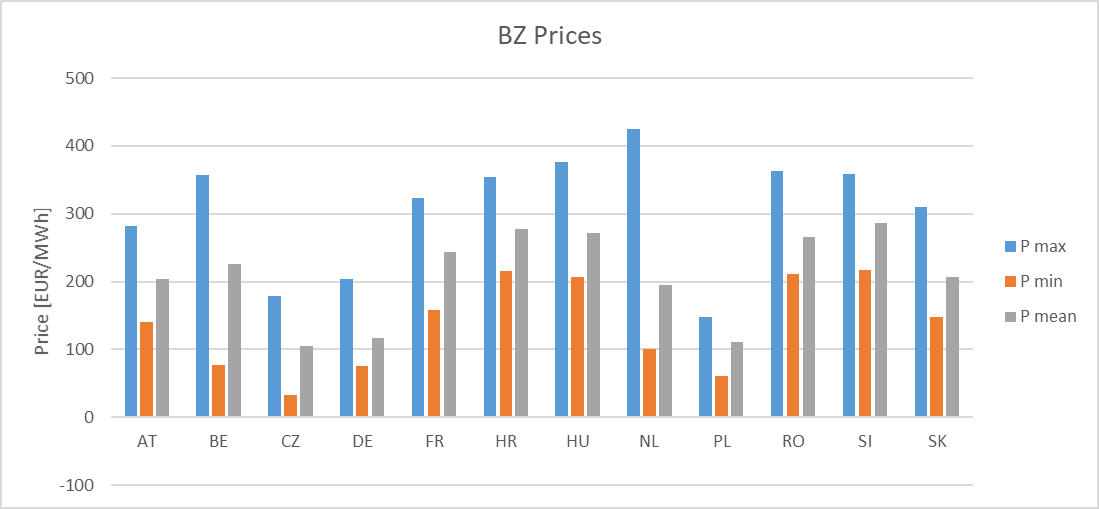 BZ Prices
Price [EUR/MWh]
500
400
300
200
100
0
-100
AT BE CZ DE FR HR HU NL PL RO SI SK
P max
P min
P mean